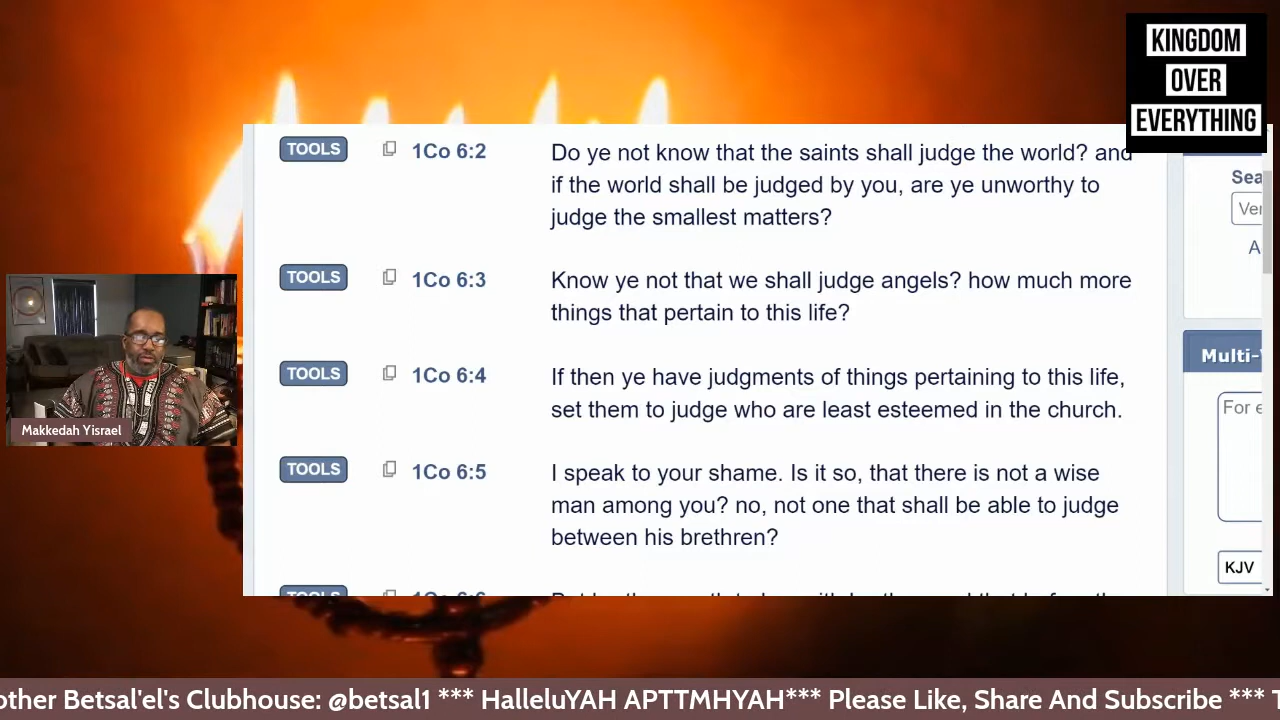 KINGDOM
OVER
EVERYTHING
TOOLS 1Co 6:2 Do ye not know that the saints shall judge the world? and
if the world shall be judged by you, are ye unworthy to
judge the smallest matters?
TOOLS 1Co 6:3 Know ye not that we shall judge angels? how much more
things that pertain to this life?
TOOLS 1Co 6:4 If then ye have judgments of things pertaining to this life,
set them to judge who are least esteemed in the church.
TOOLS 1Co 6:5 I speak to your shame. Is it so, that there is not a wise
man among you? no, not one that shall be able to judge
between his brethren?
Sea
Ver
A
Multi-
For e
KJV
Makkedah Yisrael
other Betsal'el's Clubhouse: @betsal1 *** HalleluYAH APTTMHYAH*** Please Like, Share And Subscribe *** T